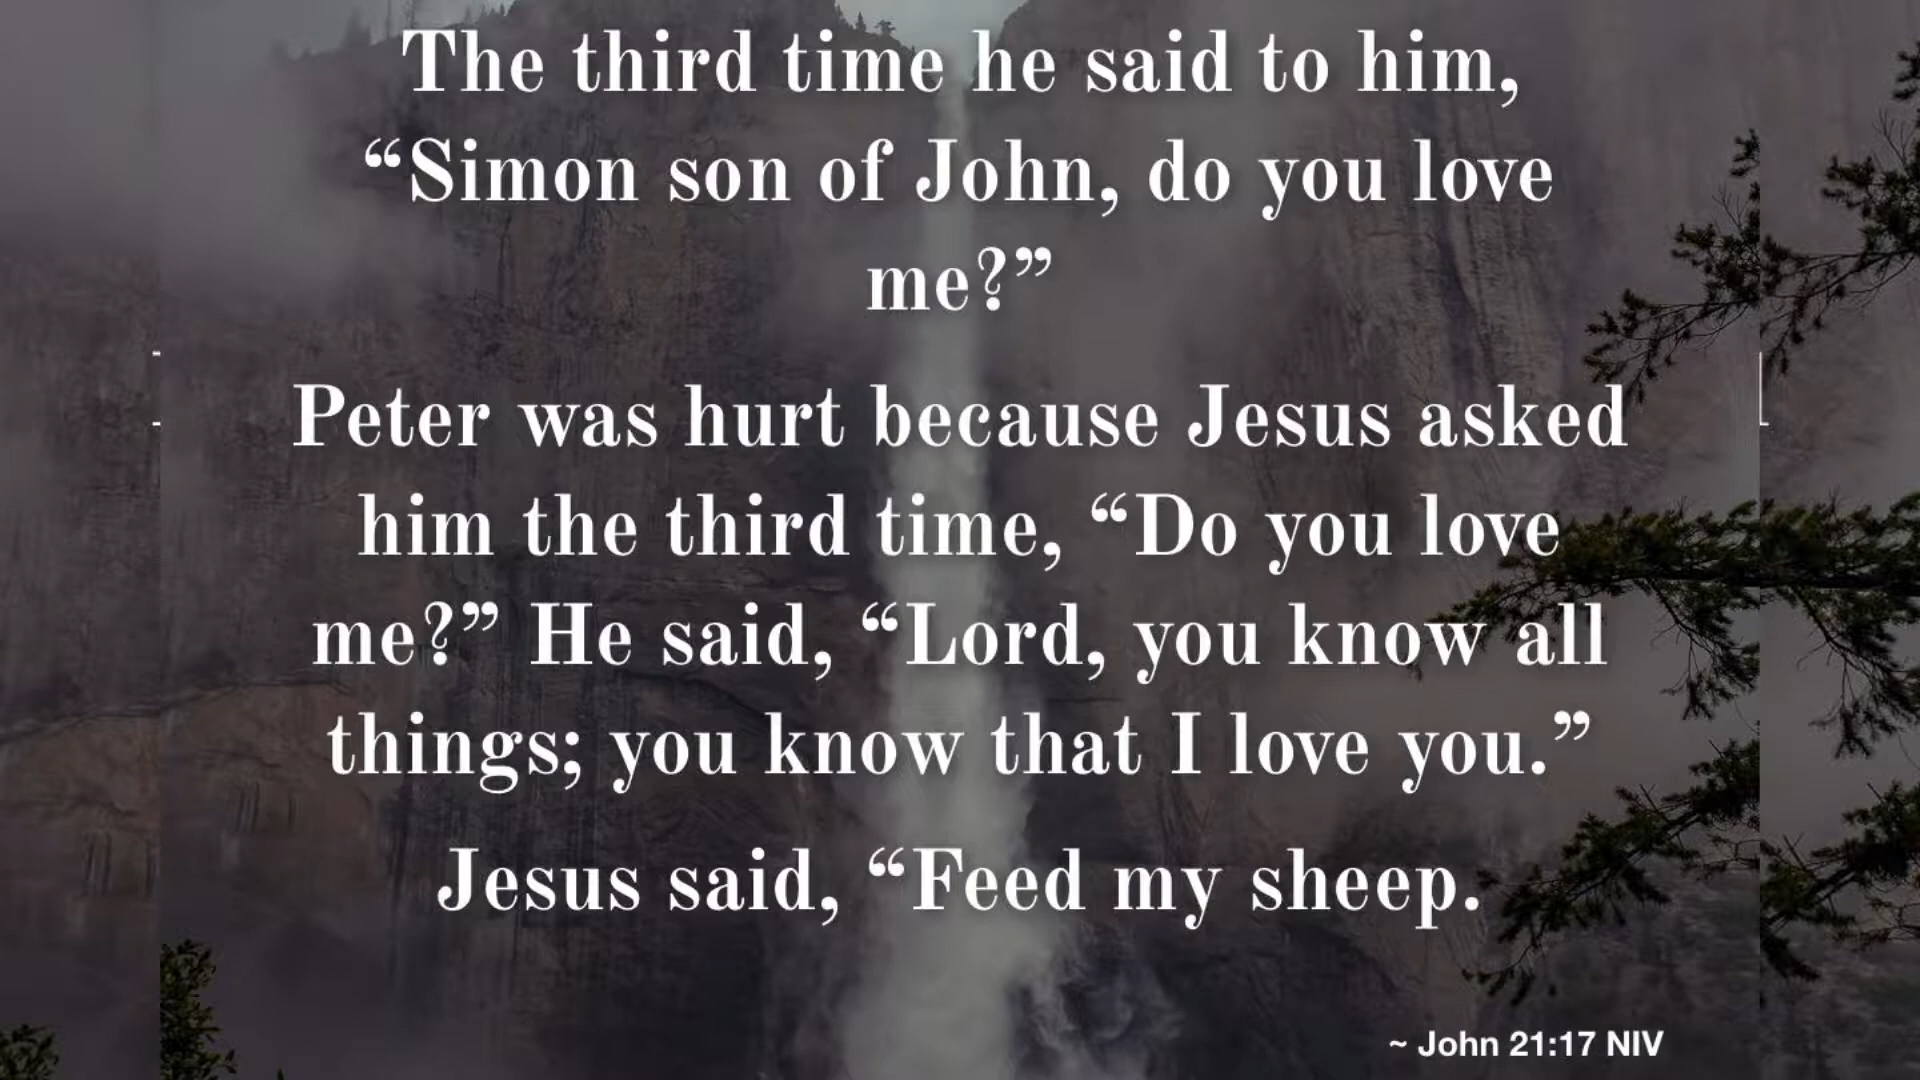 The third time he said to him,
“Simon son of John, do you love
me?”
Peter was hurt because Jesus asked
him the third time, “Do you love
me?” He said, “Lord, you know all
things; you know that I love you.”
Jesus said, “Feed my sheep.
~ John 21:17 NIV